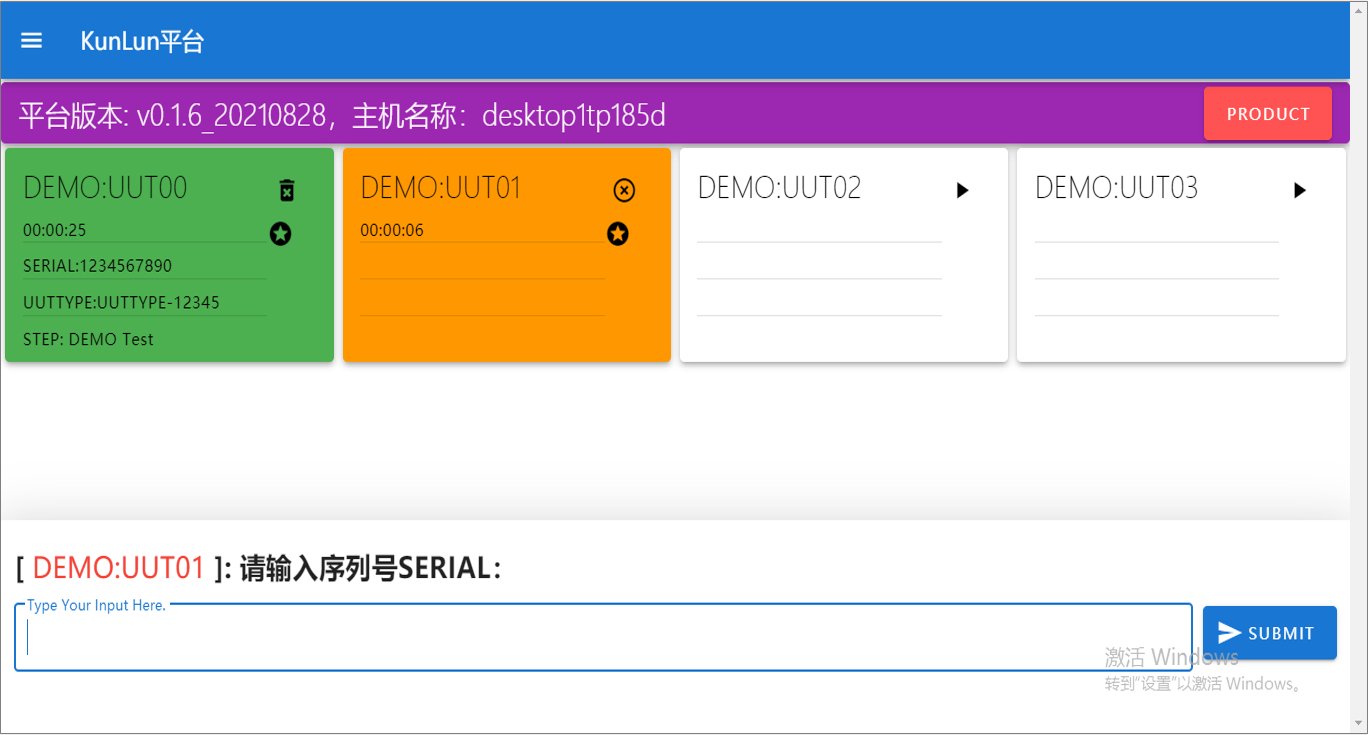 KunLun平台
平台版本: v0.1.6_20210828，主机名称：desktop1tp185d
PRODUCT
DEMO:UUT00
00:00:25
SERIAL:1234567890
UUTTYPE:UUTTYPE-12345
STEP: DEMO Test
DEMO:UUT01
00:00:06
DEMO:UUT02
DEMO:UUT03
[ DEMO:UUT01 ]: 请输入序列号SERIAL：
Type Your Input Here.
SUBMIT
激活 Windows
转到“设置”以激活 Windows。